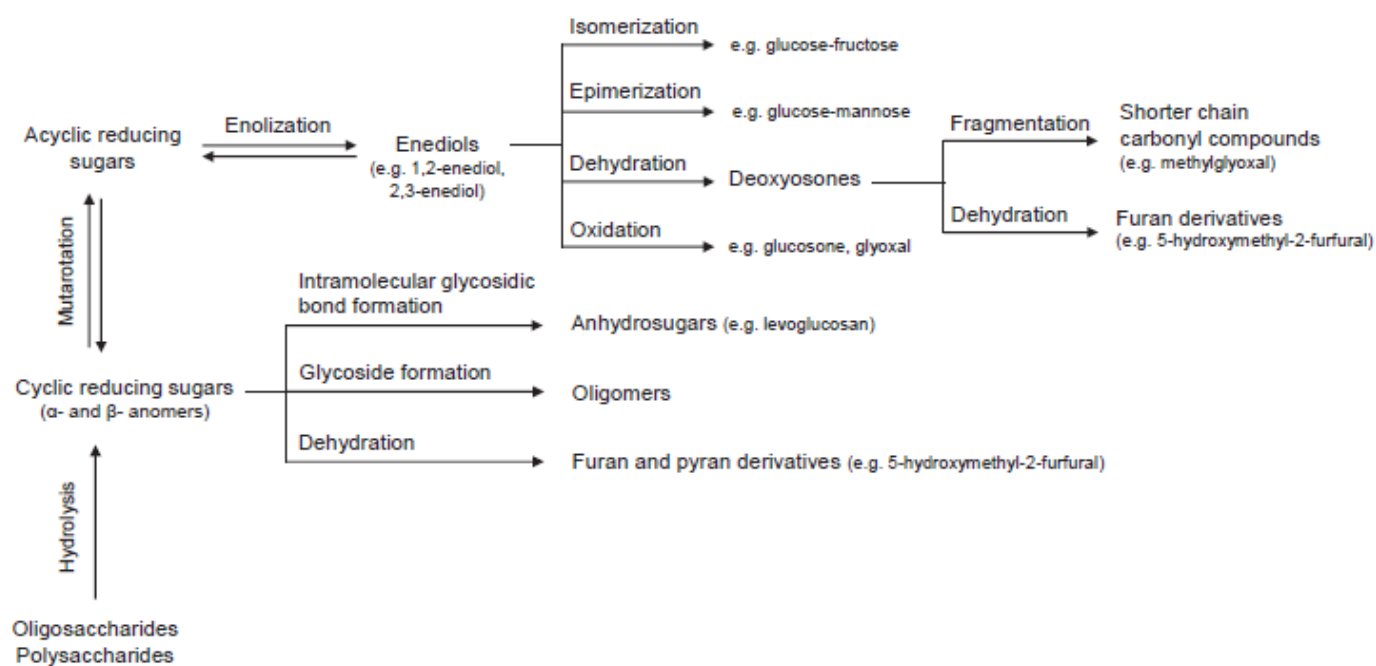 Isomerization
e.g. glucose-fructose
Epimerization
e.g. glucose-mannose
Acyclic reducing
sugars
Enolization
Enediols
(e.g. 1,2-enediol,
2,3-enediol)
Dehydration
Deoxyosones
Fragmentation
Shorter chain
carbonyl compounds
(e.g. methylglyoxal)
Dehydration
Furan derivatives
(e.g. 5-hydroxymethyl-2-furfural)
Oxidation
e.g. glucosone, glyoxal
Mutarotation
Intramolecular glycosidic
bond formation
Anhydrosugars (e.g. levoglucosan)
Cyclic reducing sugars
(α- and β- anomers)
Glycoside formation
Oligomers
Dehydration
Furan and pyran derivatives (e.g. 5-hydroxymethyl-2-furfural)
Hydrolysis
Oligosaccharides
Polysaccharides